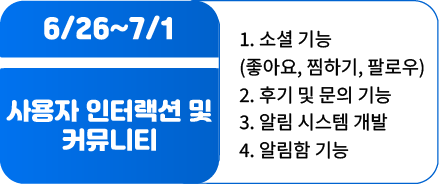 6/26~7/1
사용자 인터랙션 및
커뮤니티
1. 소셜 기능
(좋아요, 찜하기, 팔로우)
2. 후기 및 문의 기능
3. 알림 시스템 개발
4. 알림함 기능